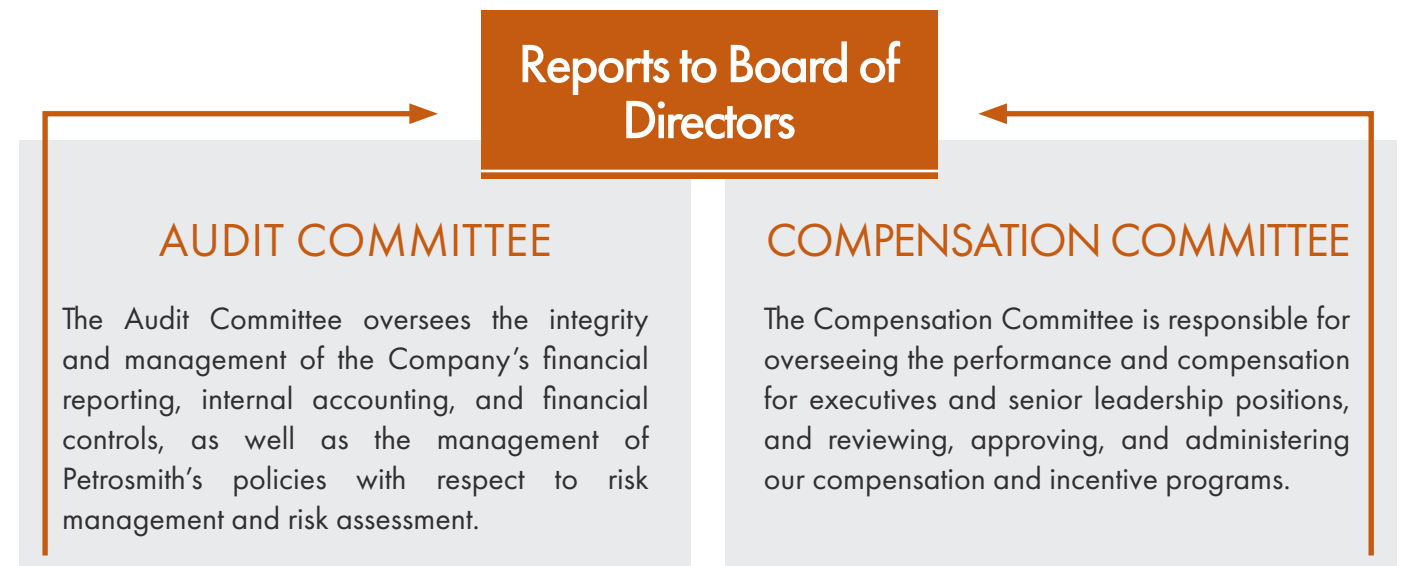 Reports to Board of
Directors
AUDIT COMMITTEE
The Audit Committee oversees the integrity
and management of the Company’s financial
reporting, internal accounting, and financial
controls, as well as the management of
Petrosmith’s policies with respect to risk
management and risk assessment.
COMPENSATION COMMITTEE
The Compensation Committee is responsible for
overseeing the performance and compensation
for executives and senior leadership positions,
and reviewing, approving, and administering
our compensation and incentive programs.